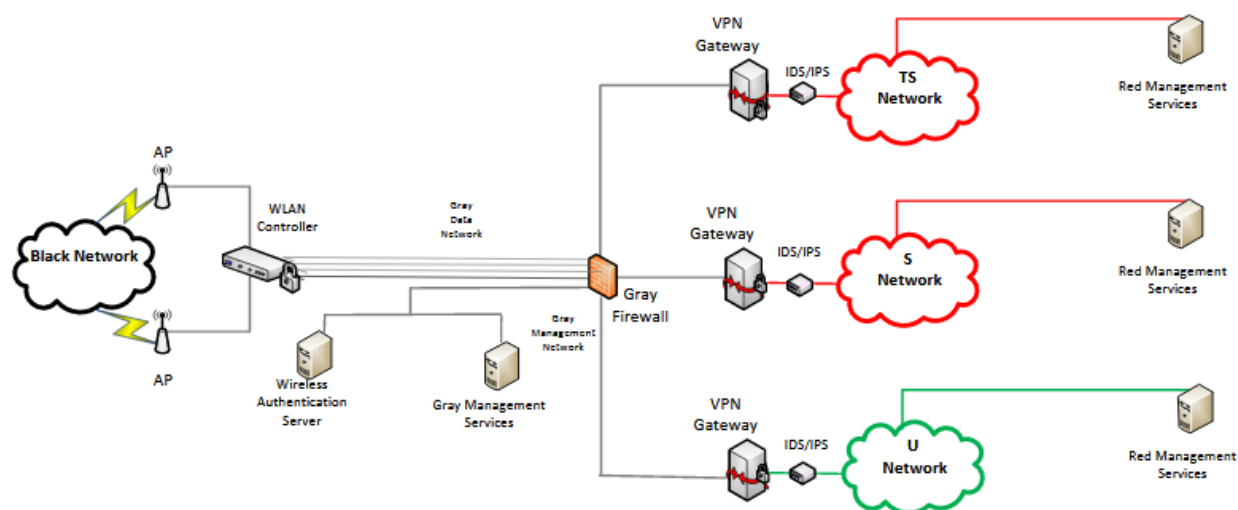 VPN
Gateway
IDS/IPS
TS
Network
Red Management
Services
AP
WLAN
Controller
Gray
Data
Network
Black Network
VPN
Gateway
IDS/IPS
S
Network
Red Management
Services
Gray
Firewall
Gray
Management
Network
AP
Wireless
Authentication
Server
Gray Management
Services
VPN
Gateway
IDS/IPS
U
Network
Red Management
Services